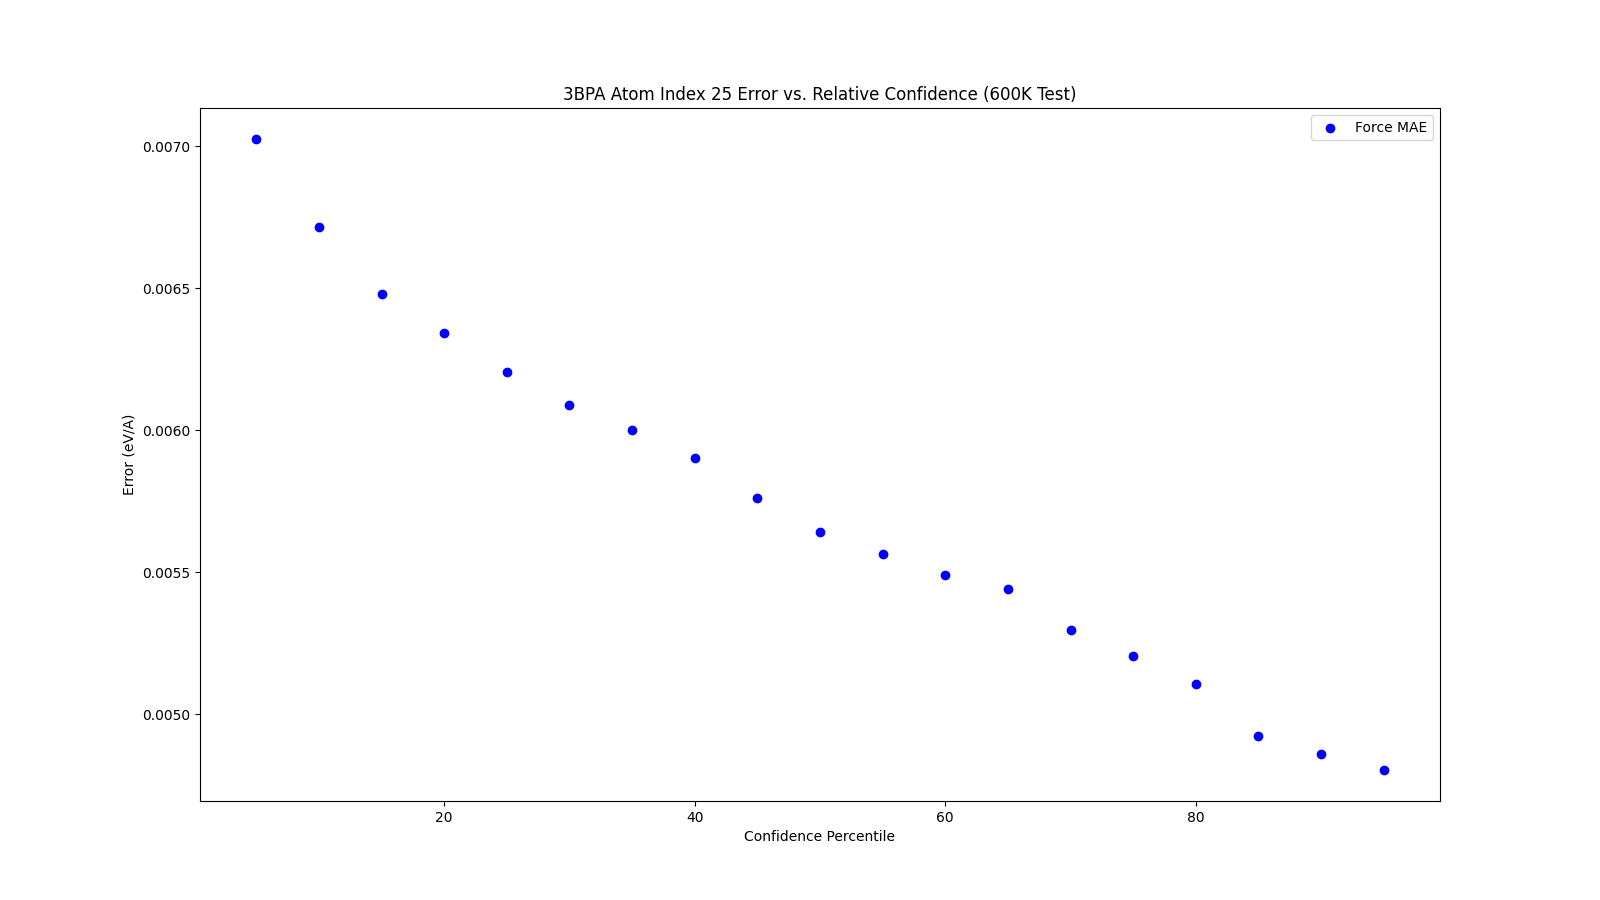 3BPA Atom Index 25 Error vs. Relative Confidence (600K Test)
Force MAE
0.0070
0.0065
0.0060
0.0055
0.0050
Error (eV/A)
20 40 60 80
Confidence Percentile